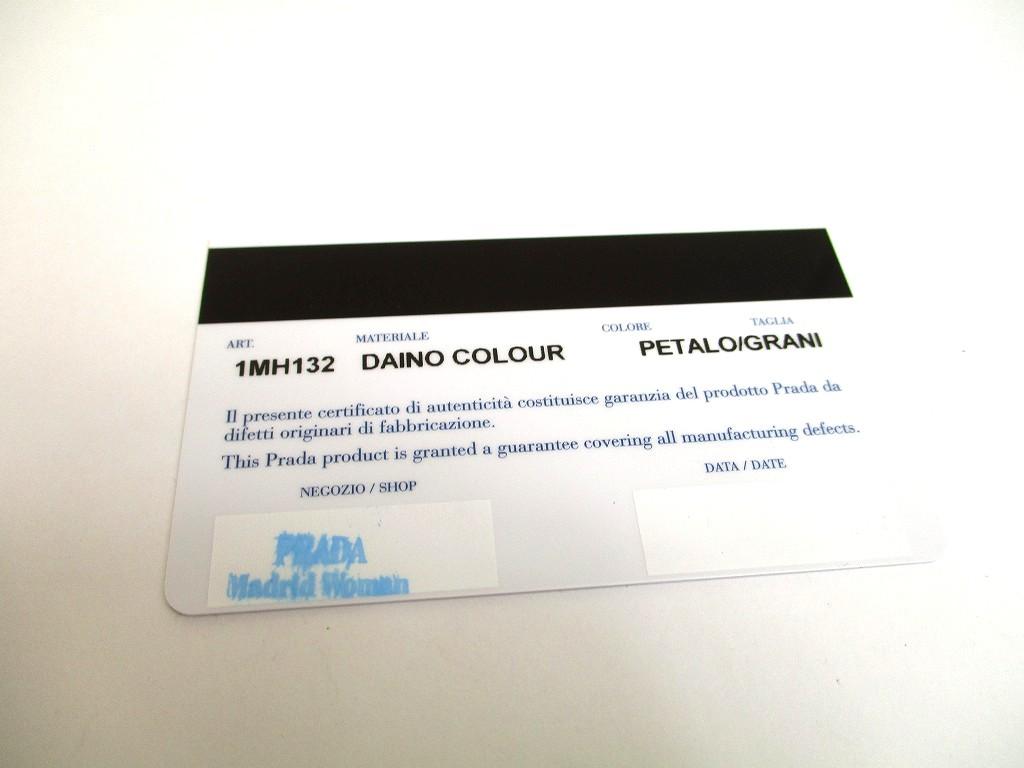 ART. MATERIALE COLORE TAGLIA
1MH132 DAINO COLOUR PETALO/GRANI
Il presente certificato di autenticità costituisce garanzia del prodotto Prada da
difetti originari di fabbricazione.
This Prada product is granted a guarantee covering all manufacturing defects.
NEGOZIO / SHOP DATA / DATE
PRADA
Madrid Woman